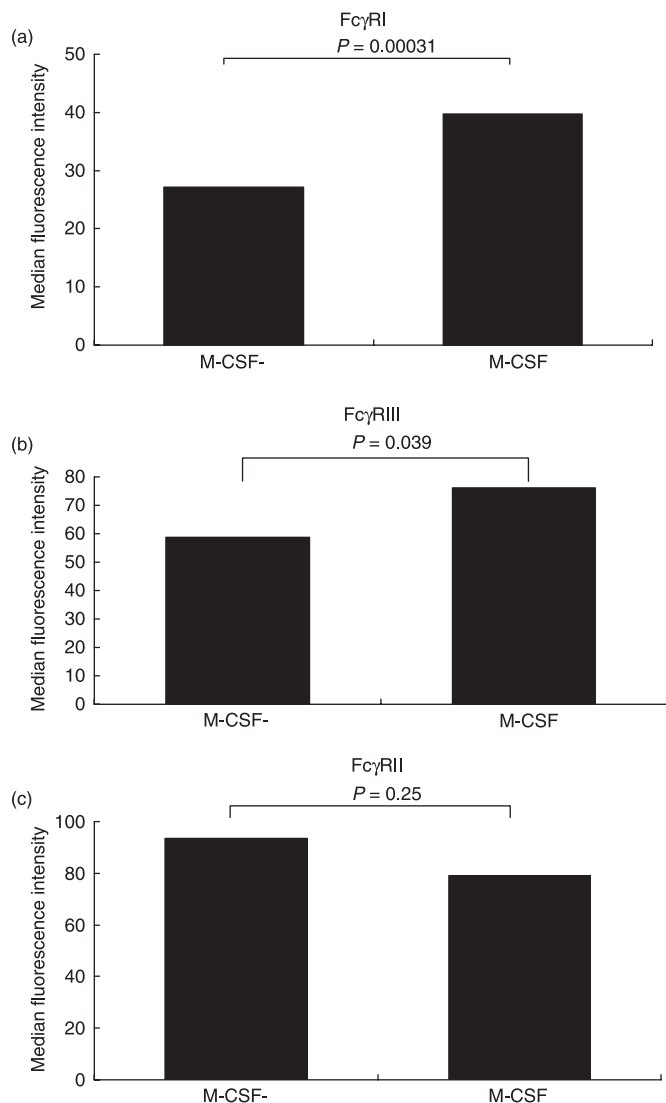 (a)
FcγRI
P = 0.00031
Median fluorescence intensity
50
40
30
20
10
0
M-CSF- M-CSF
(b)
FcγRIII
P = 0.039
Median fluorescence intensity
80
70
60
50
40
30
20
10
0
M-CSF- M-CSF
(c)
FcγRII
P = 0.25
Median fluorescence intensity
100
80
60
40
20
0
M-CSF- M-CSF